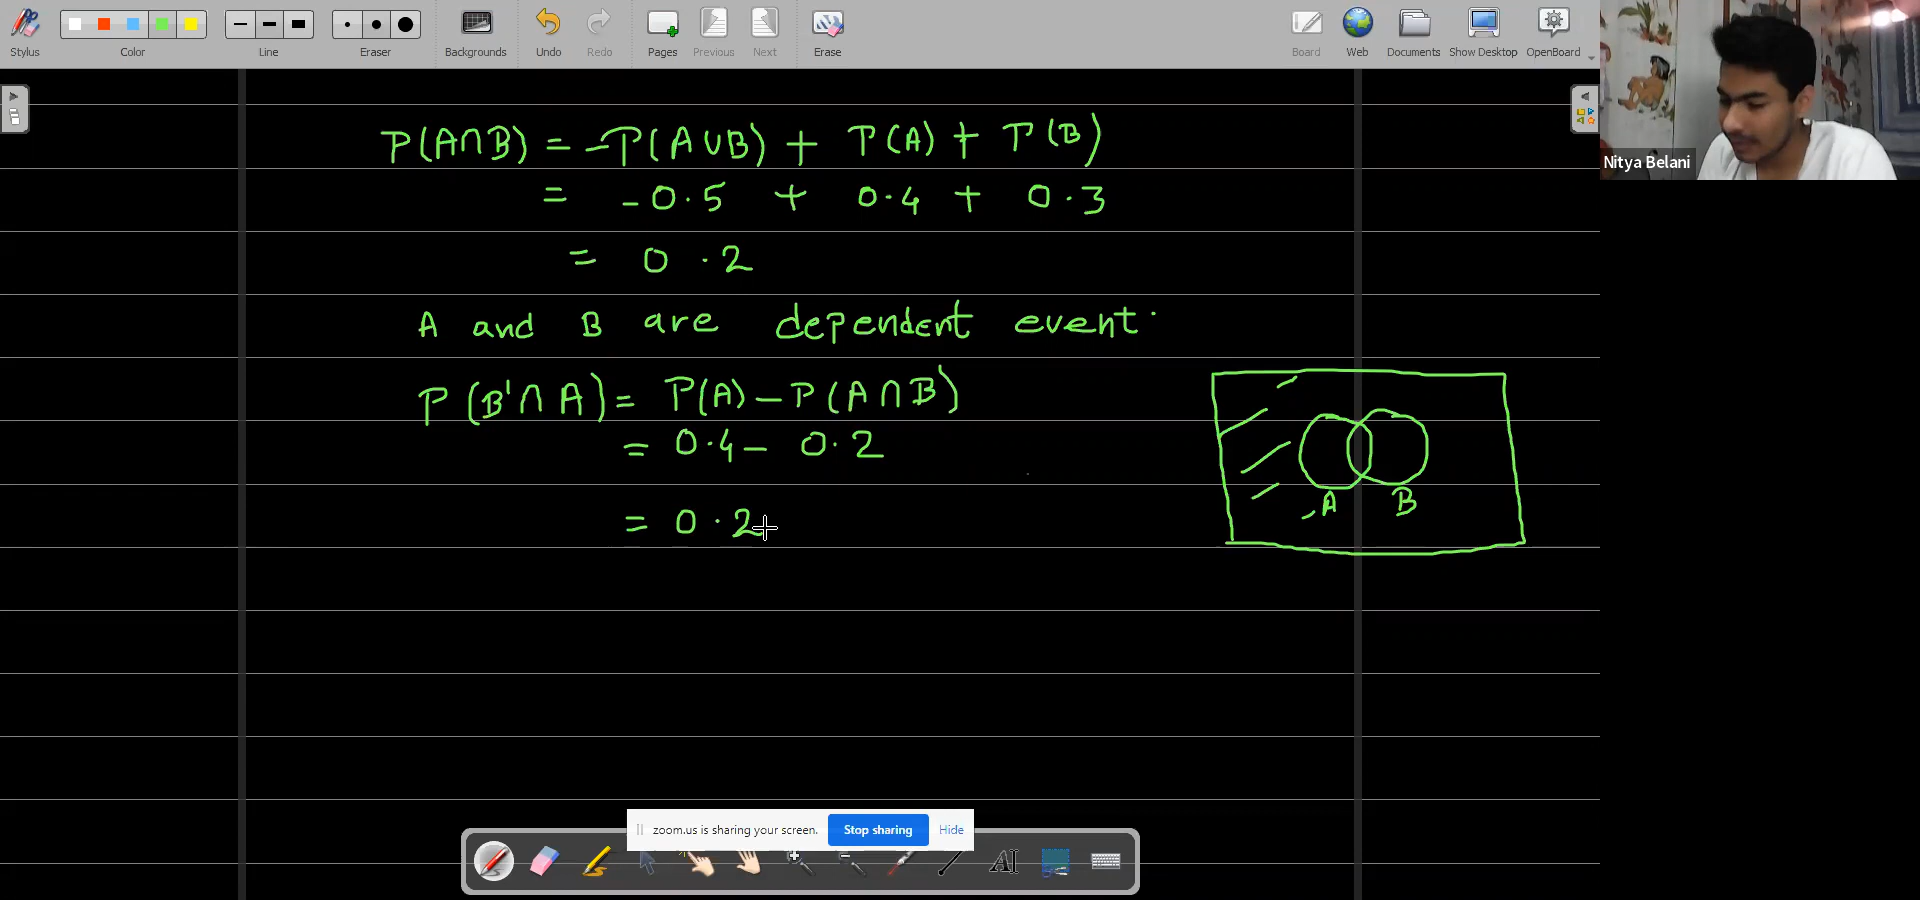 Stylus Color Line Eraser Backgrounds Undo Redo Pages Previous Next Erase Board Web Documents Show Desktop OpenBoard
Nitya Belani
P(A∩B) = -P(A∪B) + P(A) + P(B)
= -0.5 + 0.4 + 0.3
= 0.2
A and B are dependent event.
P(B'∩A) = P(A) - P(A∩B)
= 0.4 - 0.2
= 0.2
A B
zoom.us is sharing your screen. Stop sharing Hide
AI